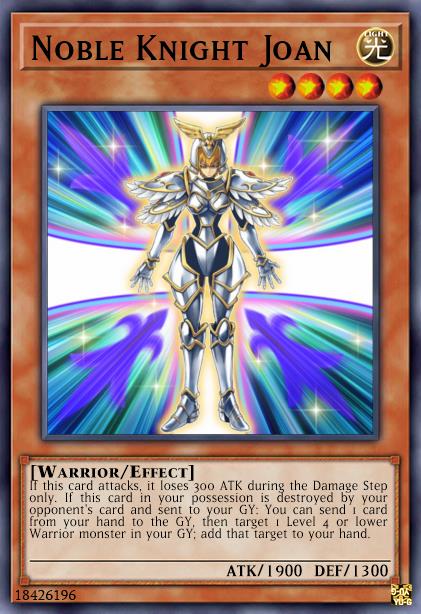 Noble Knight Joan
LIGHT
光
[Warrior/Effect]
If this card attacks, it loses 300 ATK during the Damage Step
only. If this card in your possession is destroyed by your
opponent's card and sent to your GY: You can send 1 card
from your hand to the GY, then target 1 Level 4 or lower
Warrior monster in your GY; add that target to your hand.
ATK/1900 DEF/1300
18426196